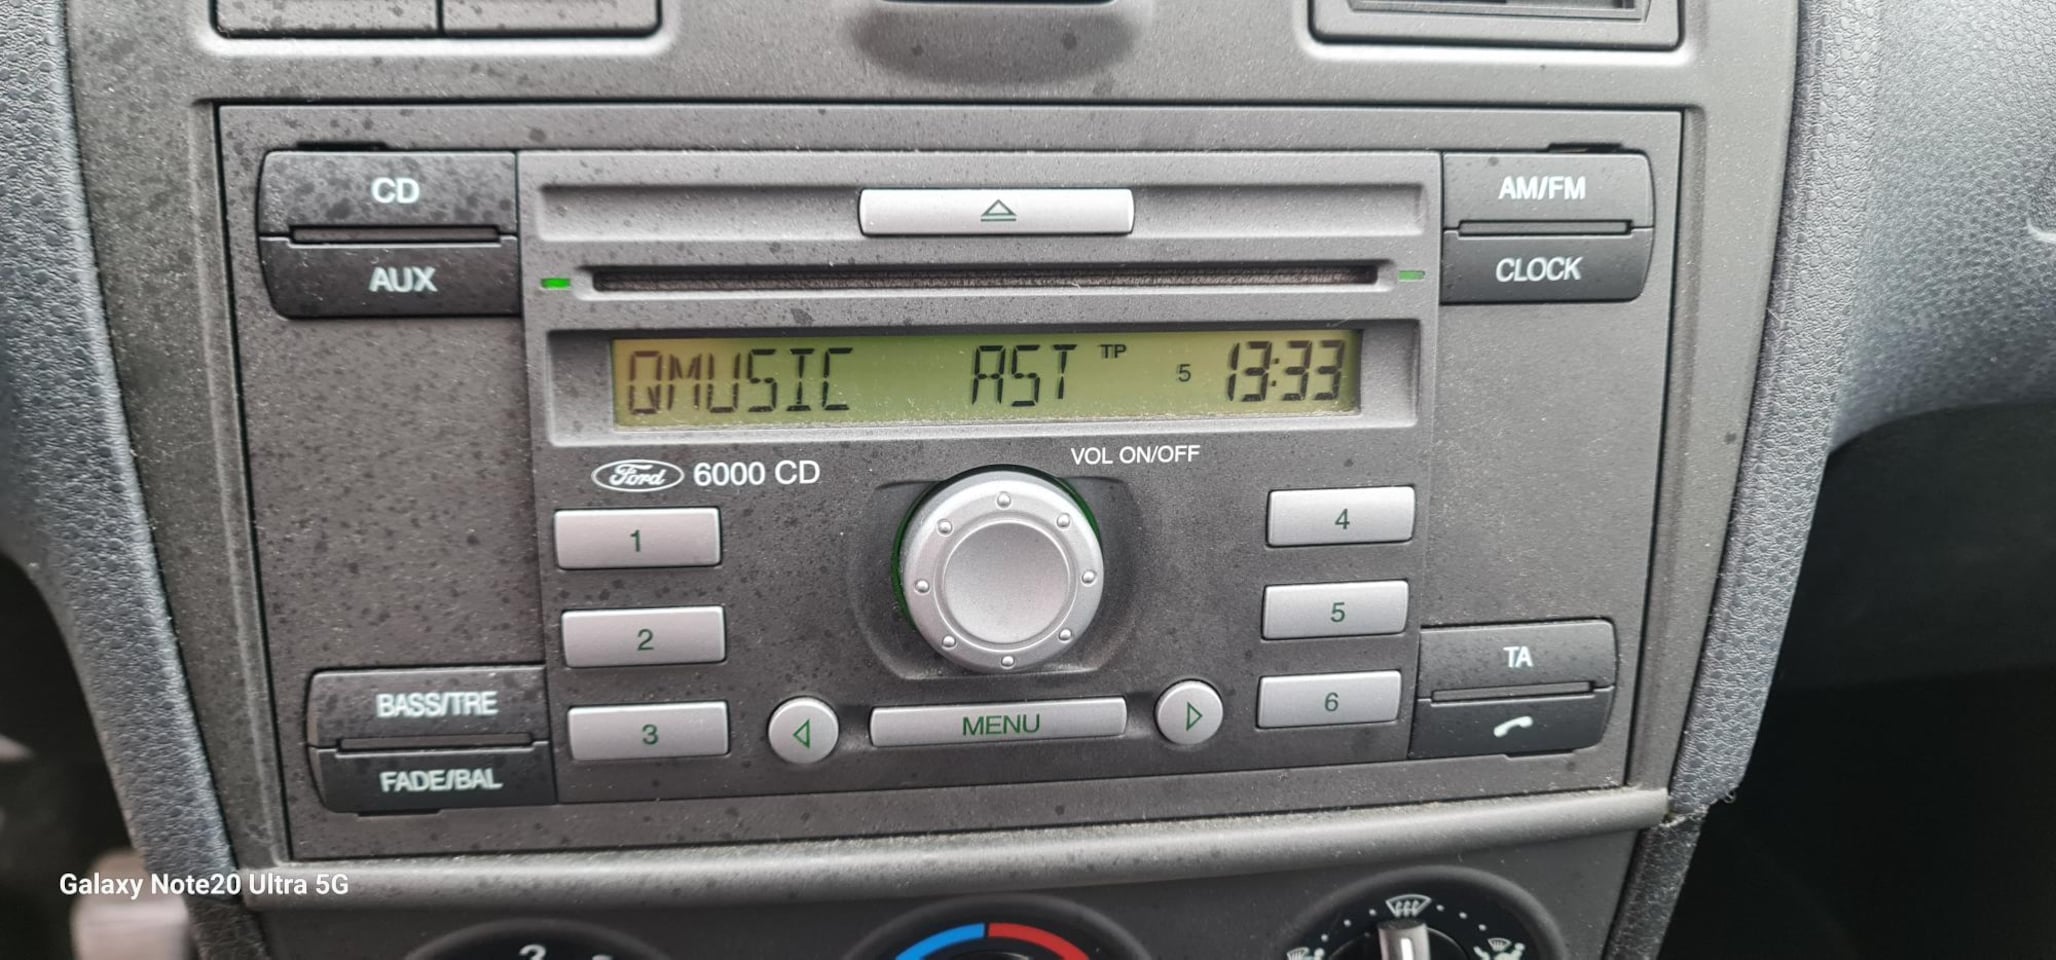 CD
AUX
AM/FM
CLOCK
QMUSIC AST TP 5 13:33
VOL ON/OFF
Ford 6000 CD
1
2
3
4
5
6
MENU
BASS/TRE
FADE/BAL
TA
Galaxy Note20 Ultra 5G
2